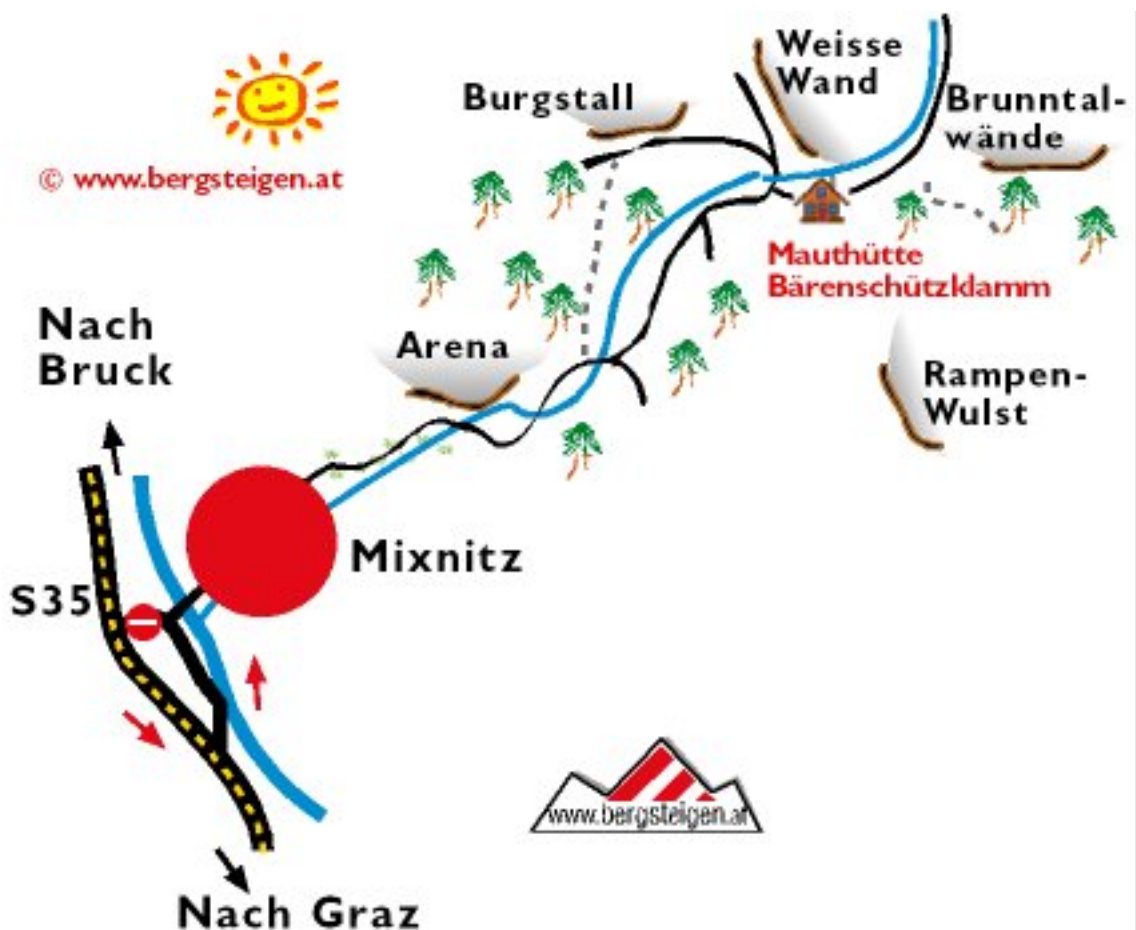 Weisse
Wand
Burgstall
Brunntal-
wände
© www.bergsteigen.at
Mauthütte
Bärenschützklamm
Nach
Bruck
Arena
Rampen-
Wulst
Mixnitz
S35
www.bergsteigen.at
Nach Graz